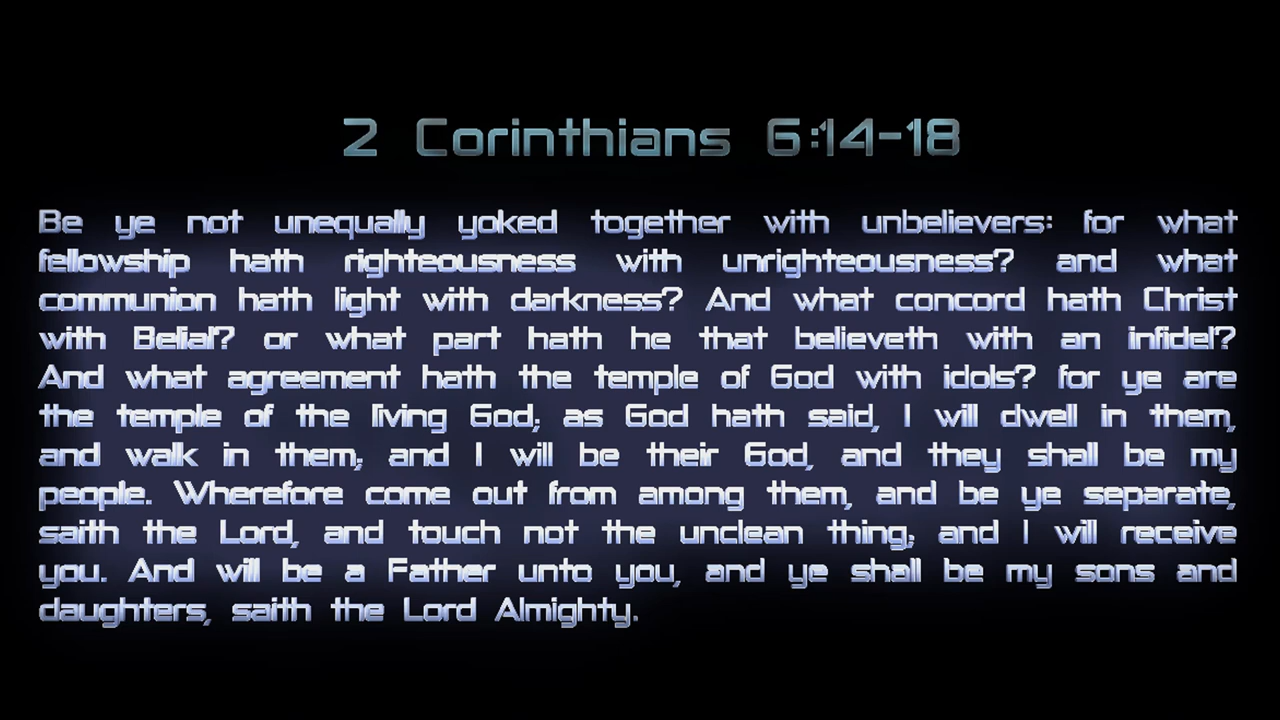 2 Corinthians 6:14-18
Be ye not unequally yoked together with unbelievers: for what
fellowship hath righteousness with unrighteousness? and what
communion hath light with darkness? And what concord hath Christ
with Belial? or what part hath he that believeth with an infidel?
And what agreement hath the temple of God with idols? for ye are
the temple of the living God; as God hath said, I will dwell in them,
and walk in them; and I will be their God, and they shall be my
people. Wherefore come out from among them, and be ye separate,
saith the Lord, and touch not the unclean thing; and I will receive
you. And will be a Father unto you, and ye shall be my sons and
daughters, saith the Lord Almighty.